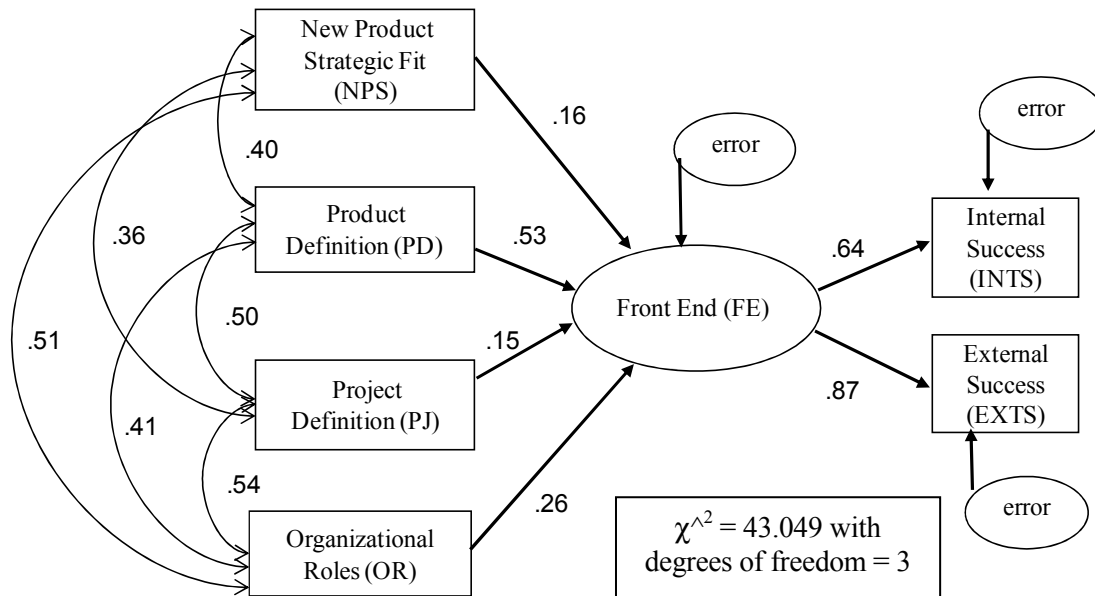 New Product
Strategic Fit
(NPS)
.16
error
error
.40
Product
Definition (PD)
.36
.53
.64
Internal
Success
(INTS)
Front End (FE)
.50
.51
.15
Project
Definition (PJ)
External
Success
(EXTS)
.87
.41
.54
.26
χ^2 = 43.049 with
degrees of freedom = 3
error
Organizational
Roles (OR)